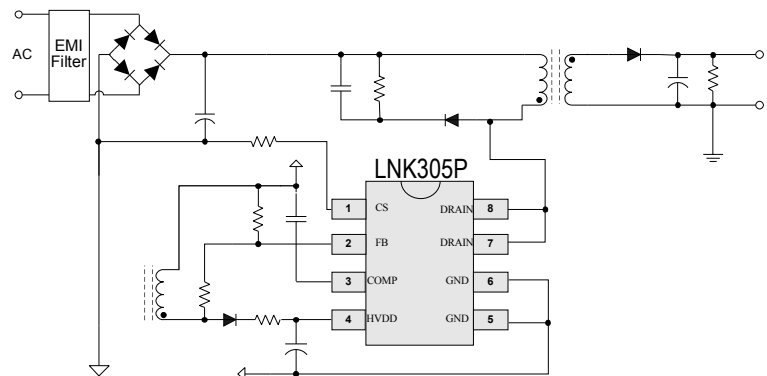 AC
EMI
Filter
LNK305P
1 CS DRAIN 8
2 FB DRAIN 7
3 COMP GND 6
4 HVDD GND 5